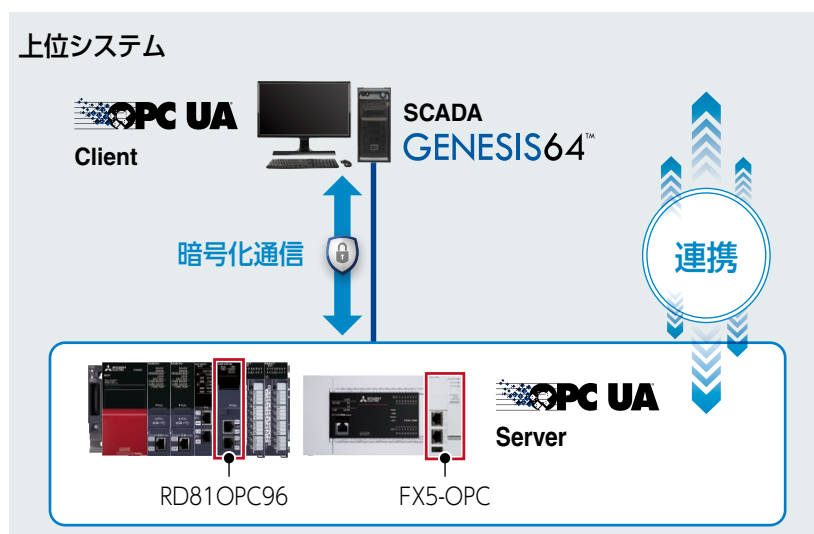 上位システム
OPC UA
Client
SCADA
GENESIS64™
暗号化通信
連携
OPC UA
Server
RD81OPC96
FX5-OPC